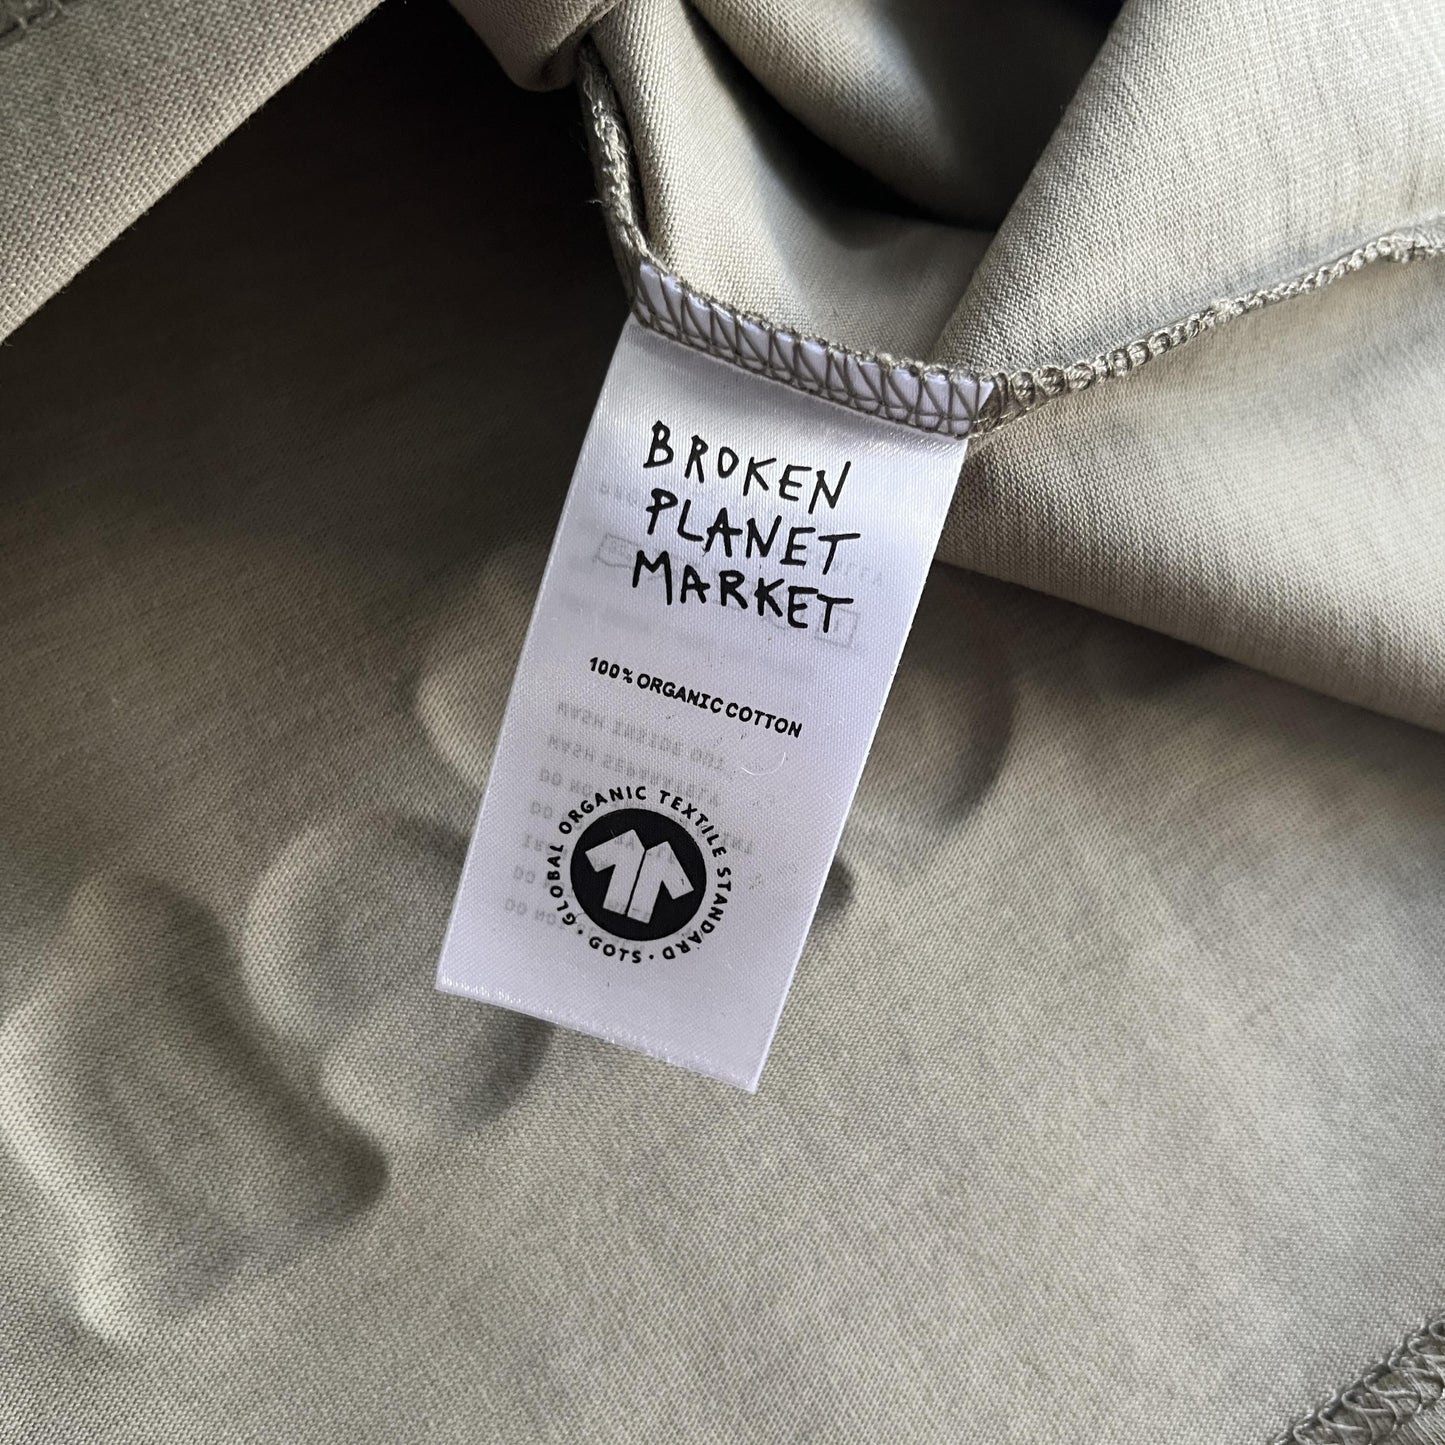 BROKEN
PLANET
MARKET
100% ORGANIC COTTON
GLOBAL ORGANIC TEXTILE STANDARD · GOTS ·